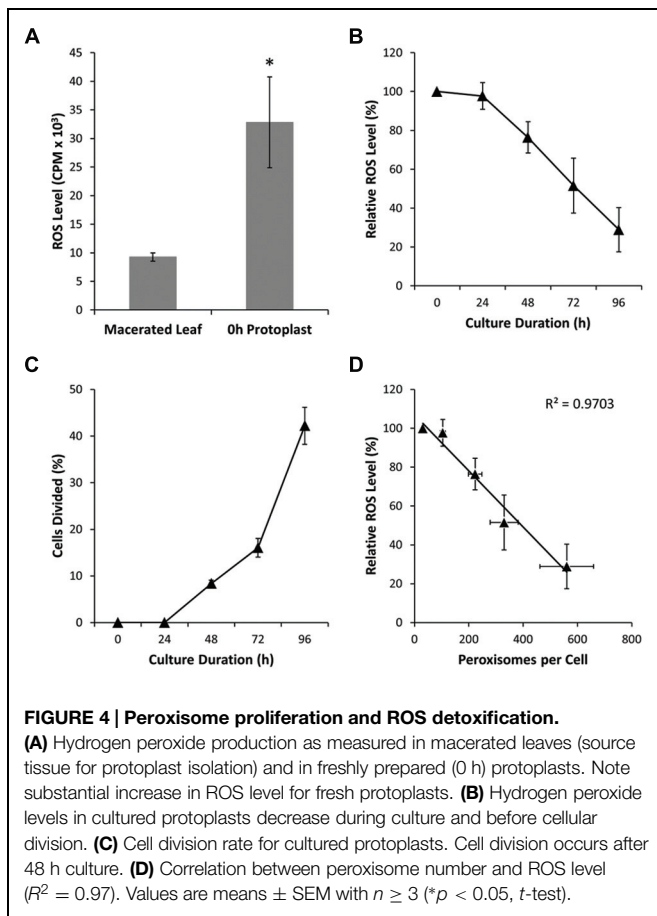 A
45
40
35
30
25
20
15
10
5
0
ROS Level (CPM x 10³)
*
Macerated Leaf
0h Protoplast
B
120
100
80
60
40
20
0
Relative ROS Level (%)
0 24 48 72 96
Culture Duration (h)
C
50
40
30
20
10
0
Cells Divided (%)
0 24 48 72 96
Culture Duration (h)
D
120
100
80
60
40
20
0
Relative ROS Level (%)
R² = 0.9703
0 200 400 600 800
Peroxisomes per Cell
FIGURE 4 | Peroxisome proliferation and ROS detoxification.
(A) Hydrogen peroxide production as measured in macerated leaves (source
tissue for protoplast isolation) and in freshly prepared (0 h) protoplasts. Note
substantial increase in ROS level for fresh protoplasts. (B) Hydrogen peroxide
levels in cultured protoplasts decrease during culture and before cellular
division. (C) Cell division rate for cultured protoplasts. Cell division occurs after
48 h culture. (D) Correlation between peroxisome number and ROS level
(R² = 0.97). Values are means ± SEM with n ≥ 3 (*p < 0.05, t-test).